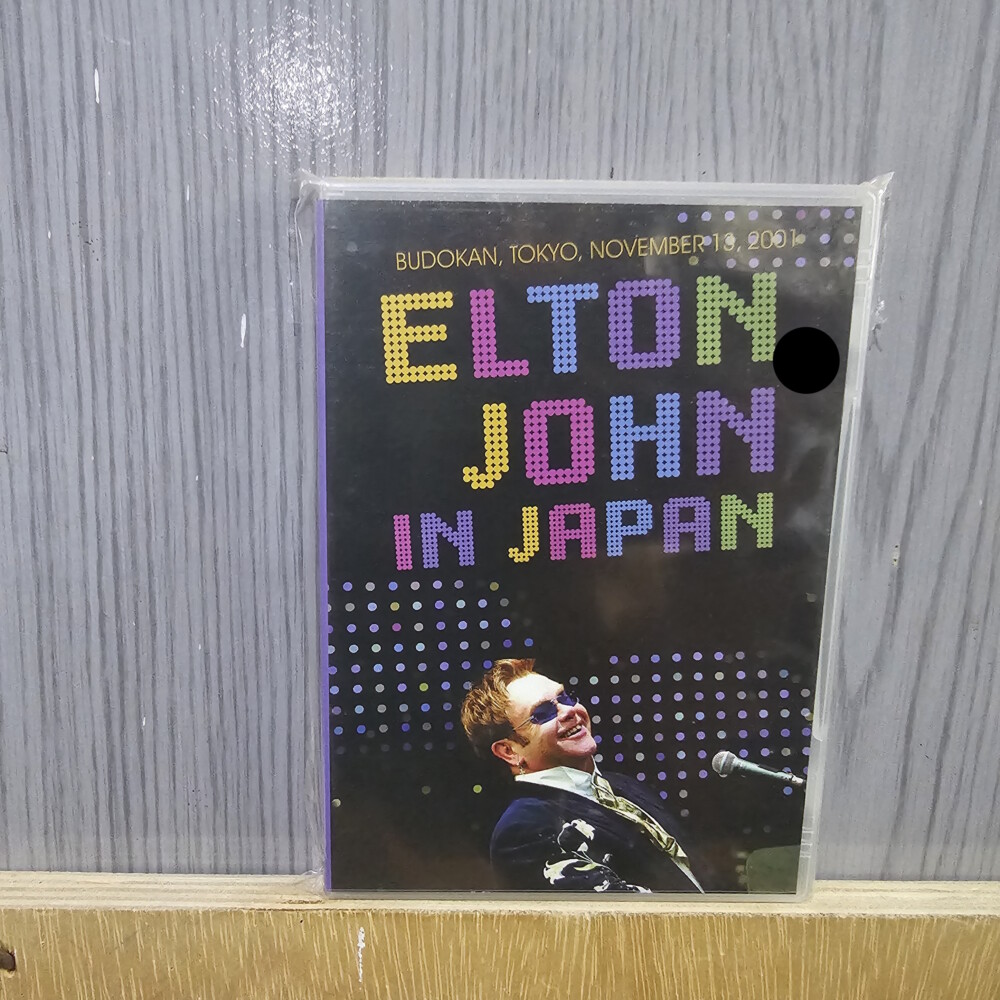 BUDOKAN, TOKYO, NOVEMBER 13, 2001
ELTON
JOHN
IN JAPAN